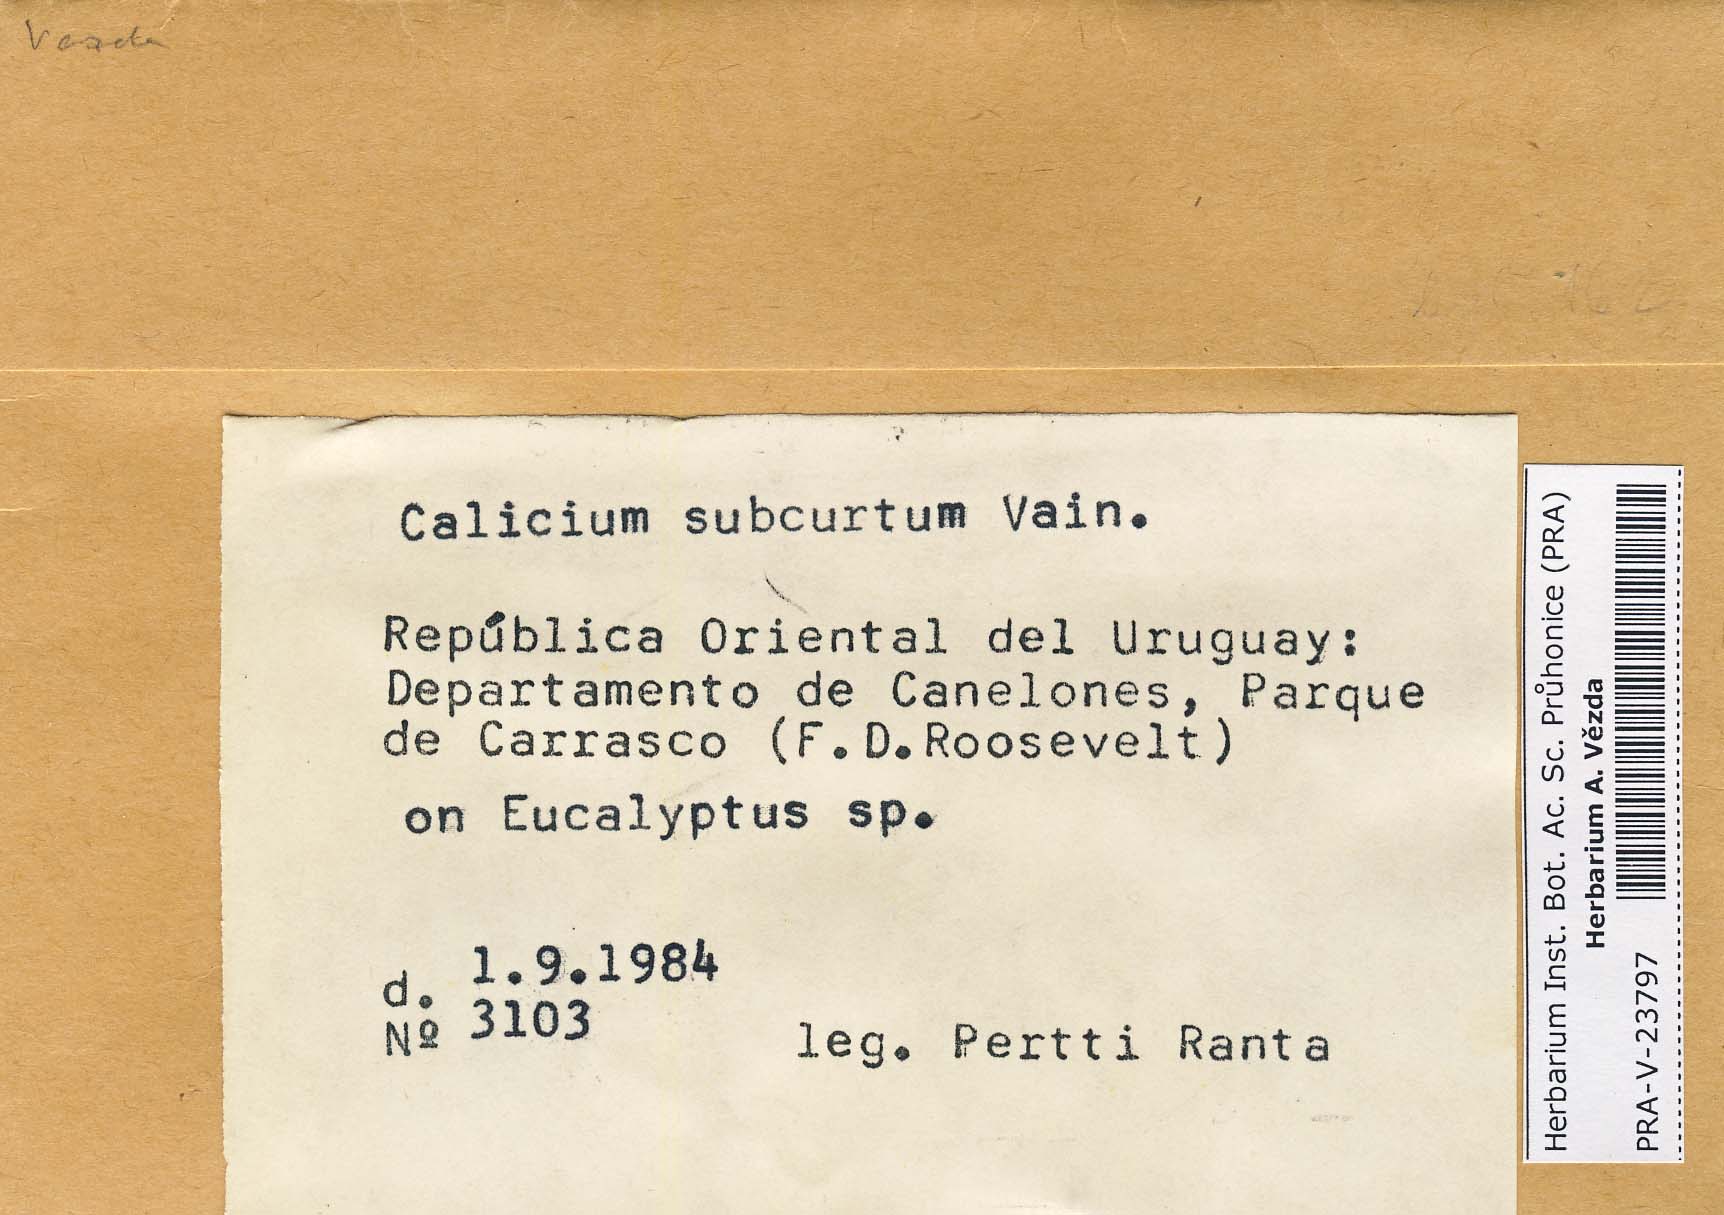 Vezda
Calicium subcurtum Vain.
República Oriental del Uruguay:
Departamento de Canelones, Parque
de Carrasco (F.D.Roosevelt)
on Eucalyptus sp.
d. 1.9.1984
Nº 3103
leg. Pertti Ranta
Herbarium Inst. Bot. Ac. Sc. Průhonice (PRA)
Herbarium A. Vězda
PRA-V-23797